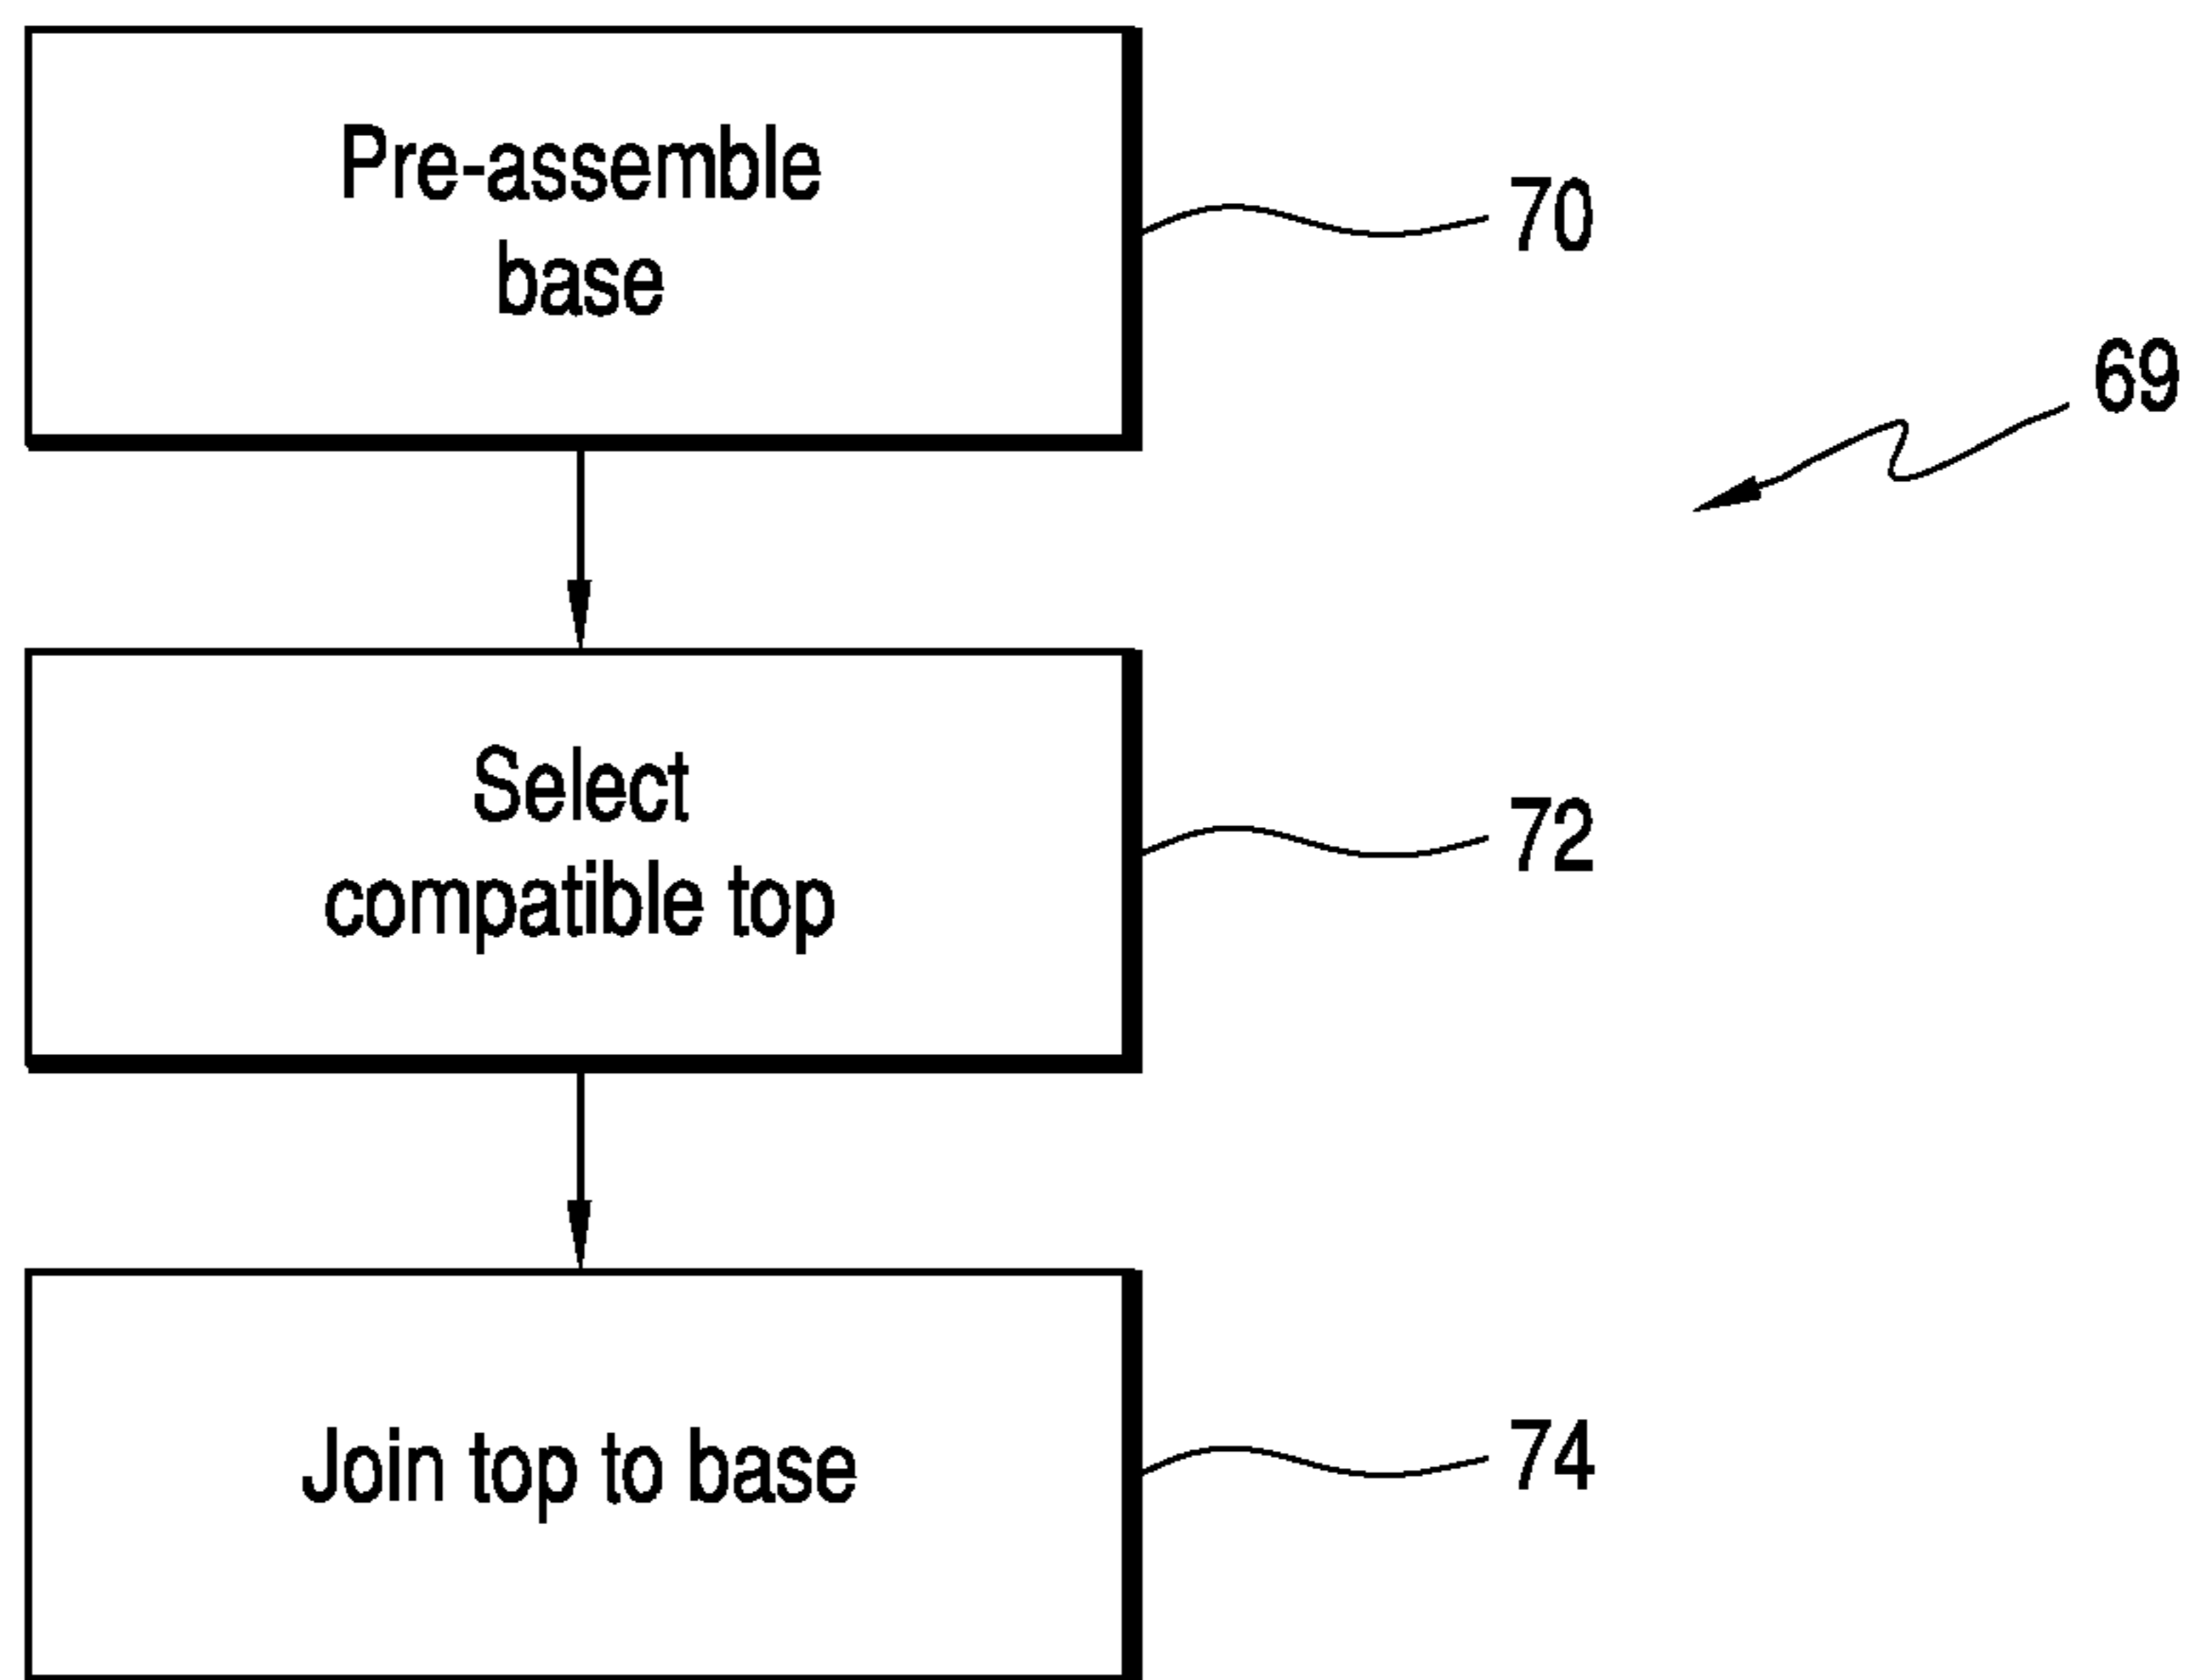 Pre-assemble
base
70
69
Select
compatible top
72
Join top to base
74